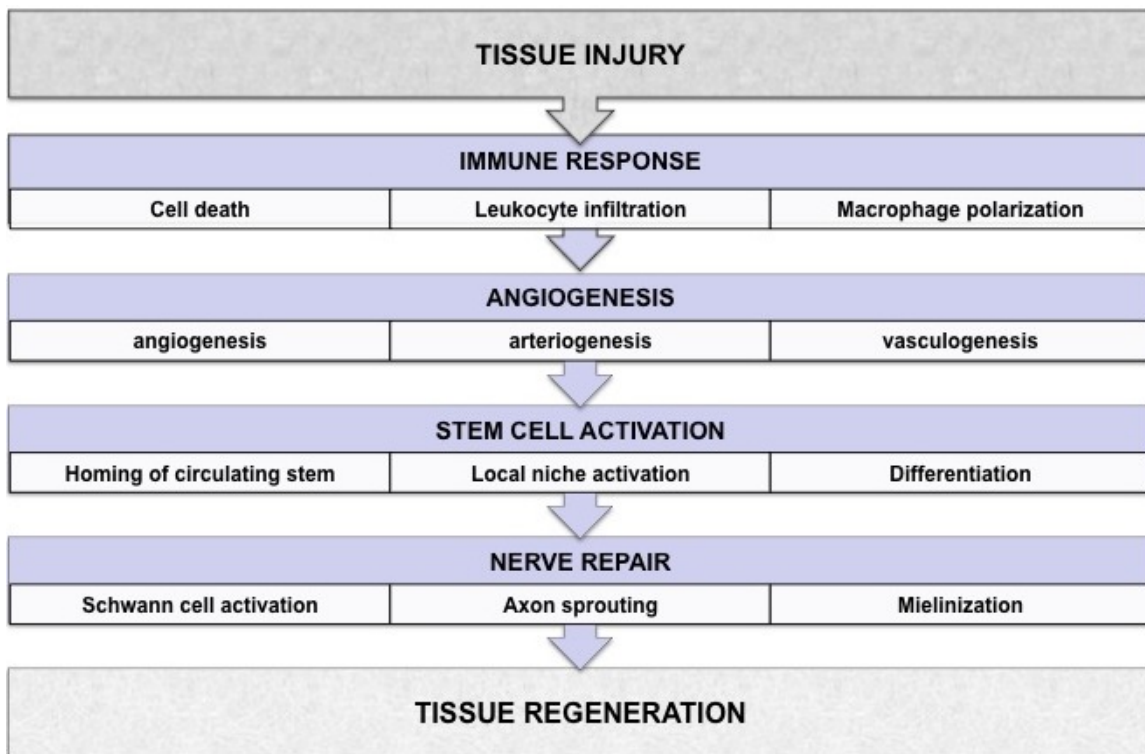 TISSUE INJURY
IMMUNE RESPONSE
Cell death
Leukocyte infiltration
Macrophage polarization
ANGIOGENESIS
angiogenesis
arteriogenesis
vasculogenesis
STEM CELL ACTIVATION
Homing of circulating stem
Local niche activation
Differentiation
NERVE REPAIR
Schwann cell activation
Axon sprouting
Mielinization
TISSUE REGENERATION